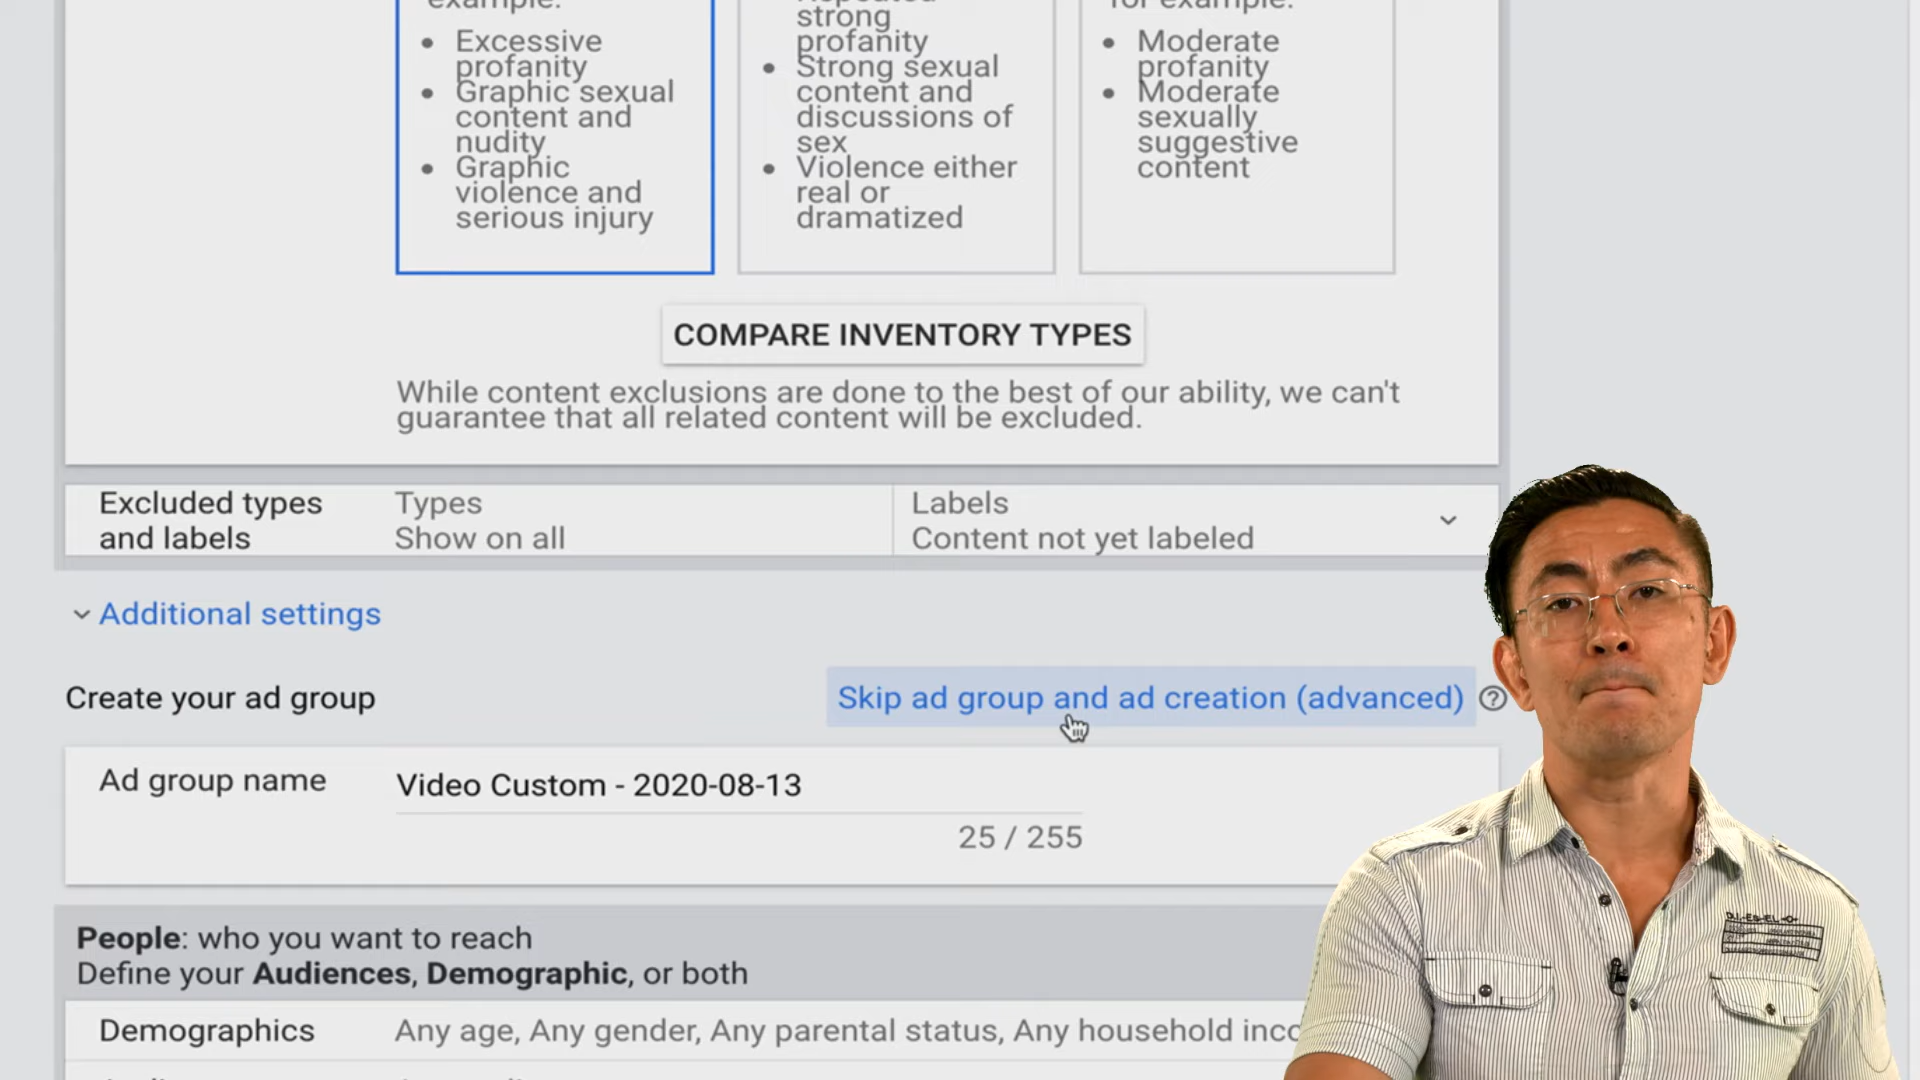 example:
Excessive
profanity
Graphic sexual
content and
nudity
Graphic
violence and
serious injury
Repeated
strong
profanity
Strong sexual
content and
discussions of
sex
Violence either
real or
dramatized
for example:
Moderate
profanity
Moderate
sexually
suggestive
content
COMPARE INVENTORY TYPES
While content exclusions are done to the best of our ability, we can't
guarantee that all related content will be excluded.
Excluded types
and labels
Types
Show on all
Labels
Content not yet labeled
Additional settings
Create your ad group
Skip ad group and ad creation (advanced)
?
Ad group name
Video Custom - 2020-08-13
25 / 255
People: who you want to reach
Define your Audiences, Demographic, or both
Demographics
Any age, Any gender, Any parental status, Any household inco